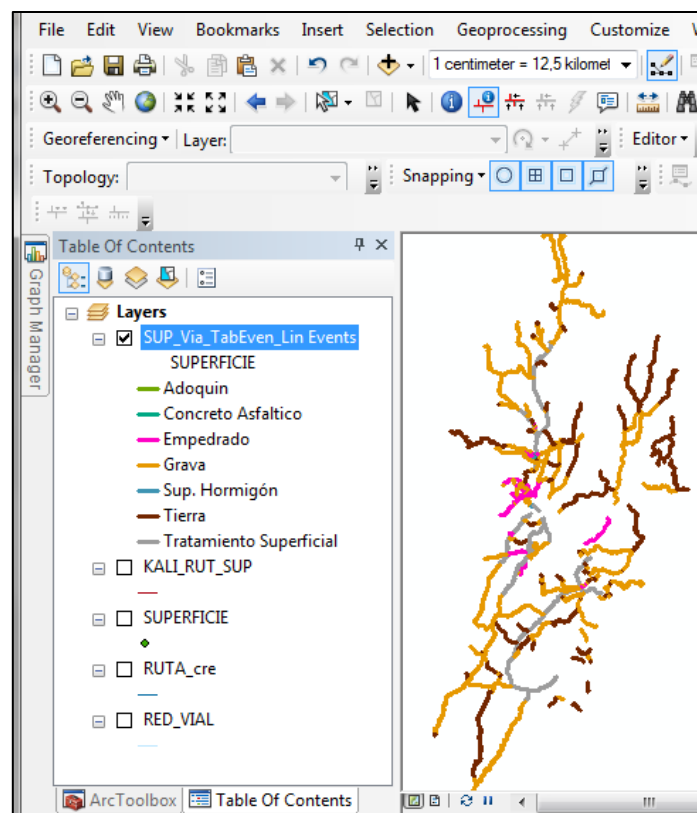 File Edit View Bookmarks Insert Selection Geoprocessing Customize
1 centimeter = 12,5 kilomet
Georeferencing Layer: Editor
Topology: Snapping
Graph Manager
Table Of Contents
Layers
SUP_Via_TabEven_Lin Events
SUPERFICIE
Adoquin
Concreto Asfaltico
Empedrado
Grava
Sup. Hormigón
Tierra
Tratamiento Superficial
KALI_RUT_SUP
SUPERFICIE
RUTA_cre
RED_VIAL
ArcToolbox Table Of Contents